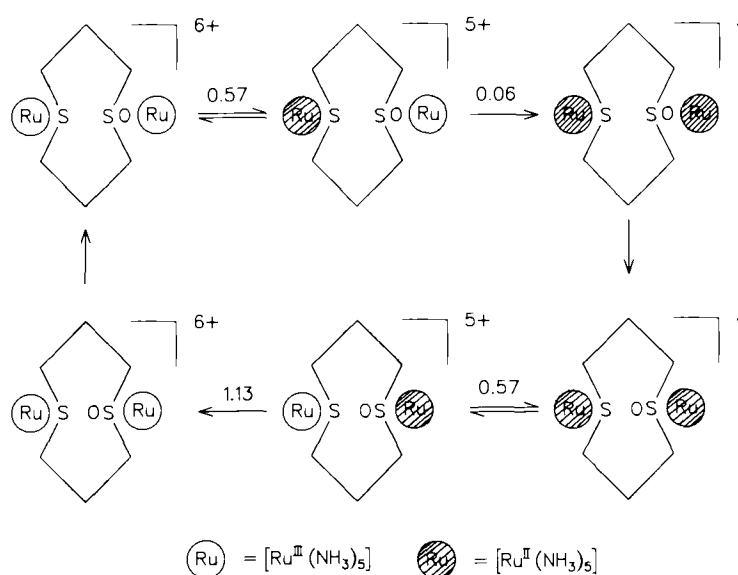 6+ 5+
Ru S SO Ru 0.57 Ru S SO Ru 0.06 Ru S SO Ru
6+ 5+
Ru S OS Ru 1.13 Ru S OS Ru 0.57 Ru S OS Ru
Ru = [Ru^III (NH3)5] Ru = [Ru^II (NH3)5]